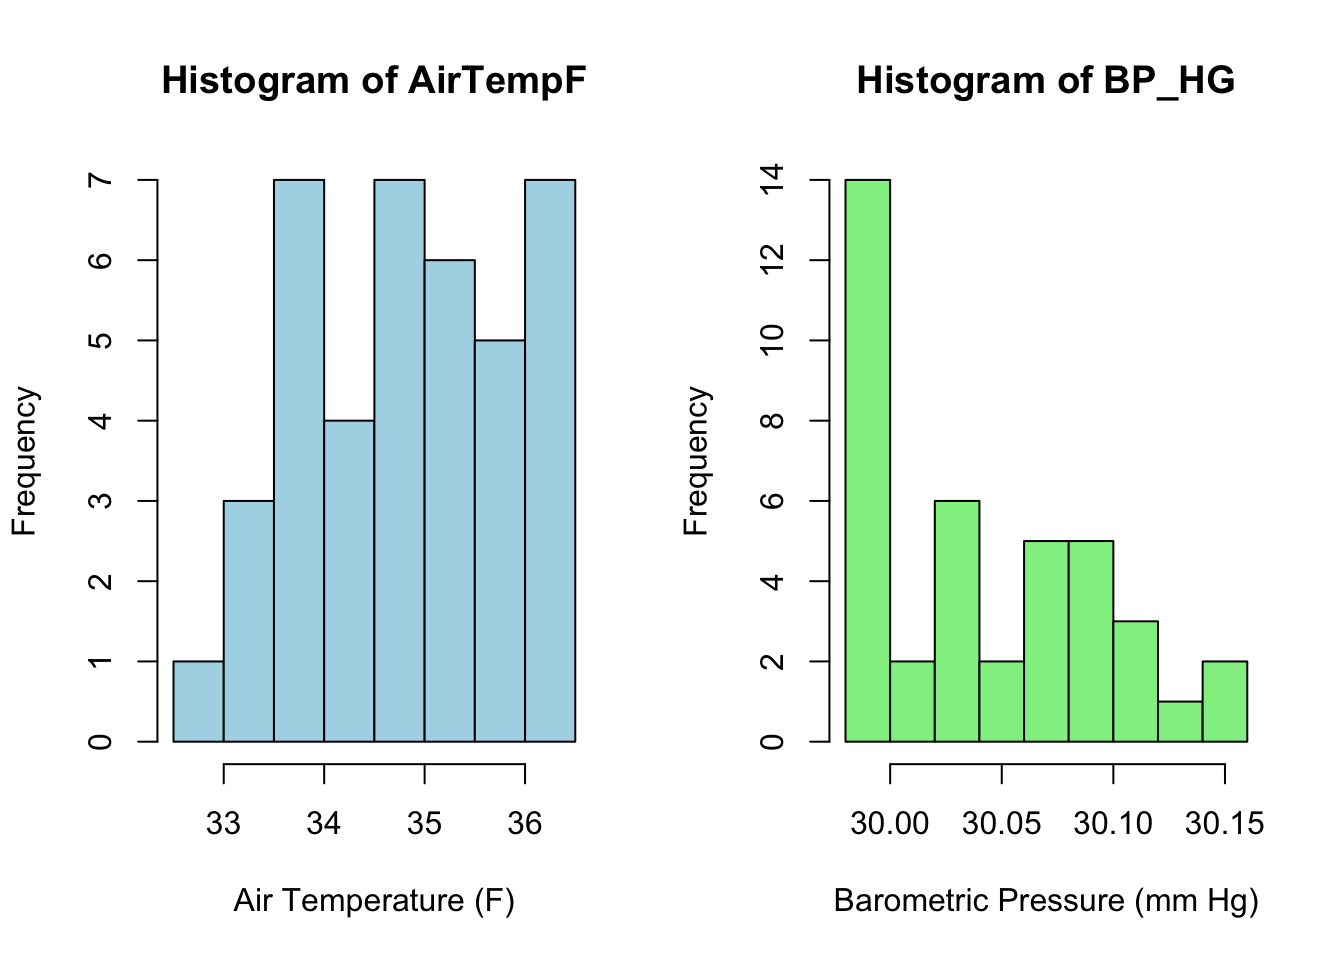 Histogram of AirTempF
Frequency
7
6
5
4
3
2
1
0
33 34 35 36
Air Temperature (F)
Histogram of BP_HG
Frequency
14
12
10
8
6
4
2
0
30.00 30.05 30.10 30.15
Barometric Pressure (mm Hg)